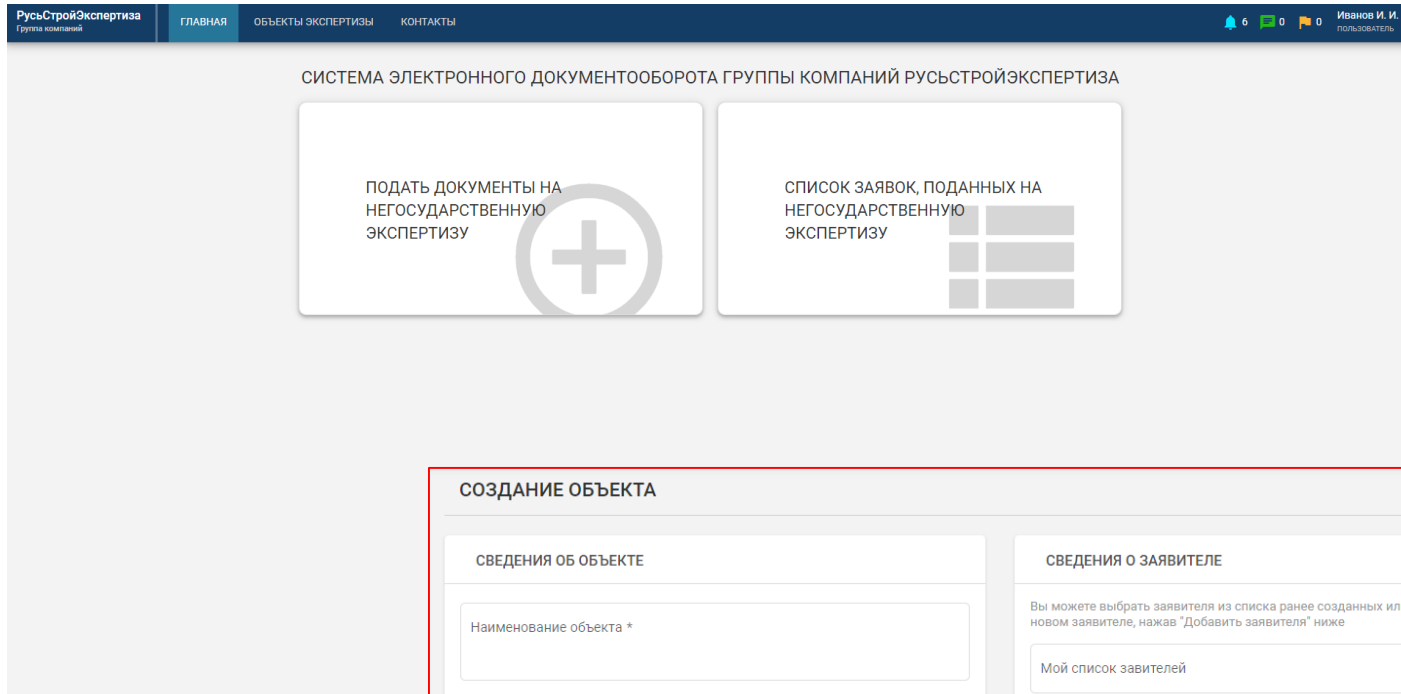 РусьСтройЭкспертиза
Группа компаний
ГЛАВНАЯ
ОБЪЕКТЫ ЭКСПЕРТИЗЫ
КОНТАКТЫ
6
0
0
Иванов И. И.
ПОЛЬЗОВАТЕЛЬ
СИСТЕМА ЭЛЕКТРОННОГО ДОКУМЕНТООБОРОТА ГРУППЫ КОМПАНИЙ РУСЬСТРОЙЭКСПЕРТИЗА
ПОДАТЬ ДОКУМЕНТЫ НА
НЕГОСУДАРСТВЕННУЮ
ЭКСПЕРТИЗУ
СПИСОК ЗАЯВОК, ПОДАННЫХ НА
НЕГОСУДАРСТВЕННУЮ
ЭКСПЕРТИЗУ
СОЗДАНИЕ ОБЪЕКТА
СВЕДЕНИЯ ОБ ОБЪЕКТЕ
Наименование объекта *
СВЕДЕНИЯ О ЗАЯВИТЕЛЕ
Вы можете выбрать заявителя из списка ранее созданных ил
новом заявителе, нажав "Добавить заявителя" ниже
Мой список завителей